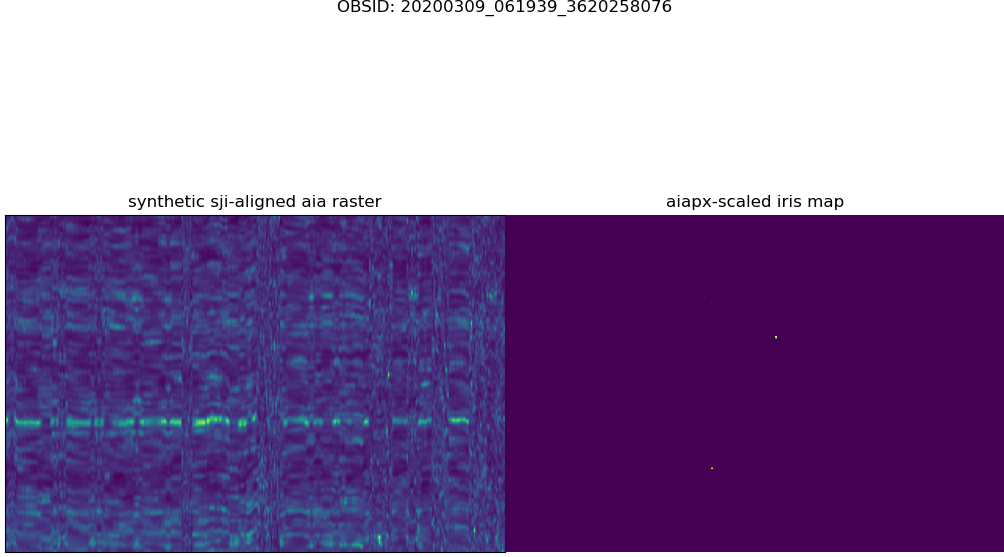 OBSID: 20200309_061939_3620258076
synthetic sji-aligned aia raster
aiapx-scaled iris map